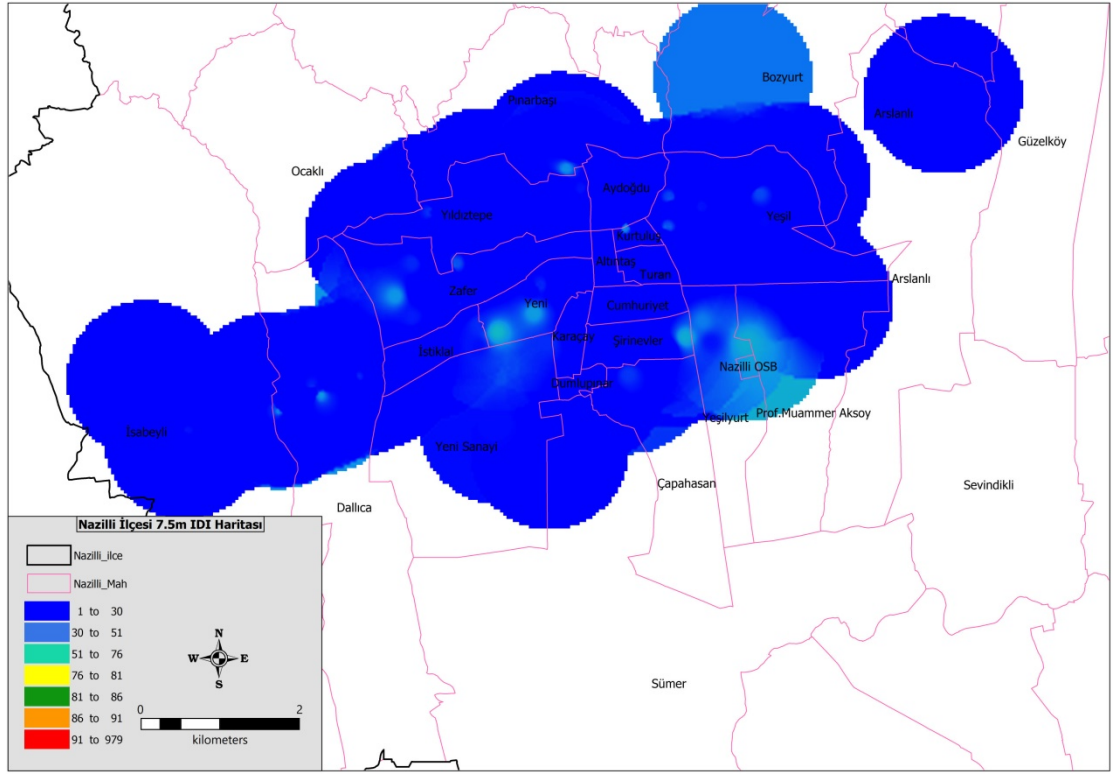 Bozyurt
Pınarbaşı
Arslanlı
Güzelköy
Ocaklı
Aydoğdu
Yıkkztepe
Yeşil
Kurtuluş
Altıntaş
Turan
Arslanlı
Zafer
Yeni
Cumhuriyet
Karaçay
Şirinevler
İstiklal
Nazilli OSB
Dumlupınar
Yeşilyurt
Prof.Muammer Aksoy
İsabeyli
Yeni Sanayi
Çapahasan
Sevindikli
Dallıca
Sümer
Nazilli İlçesi 7.5m IDI Haritası
Nazilli_ilce
Nazilli_Mah
1 to 30
30 to 51
51 to 76
76 to 81
81 to 86
86 to 91
91 to 979
N
W E
S
0 2
kilometers